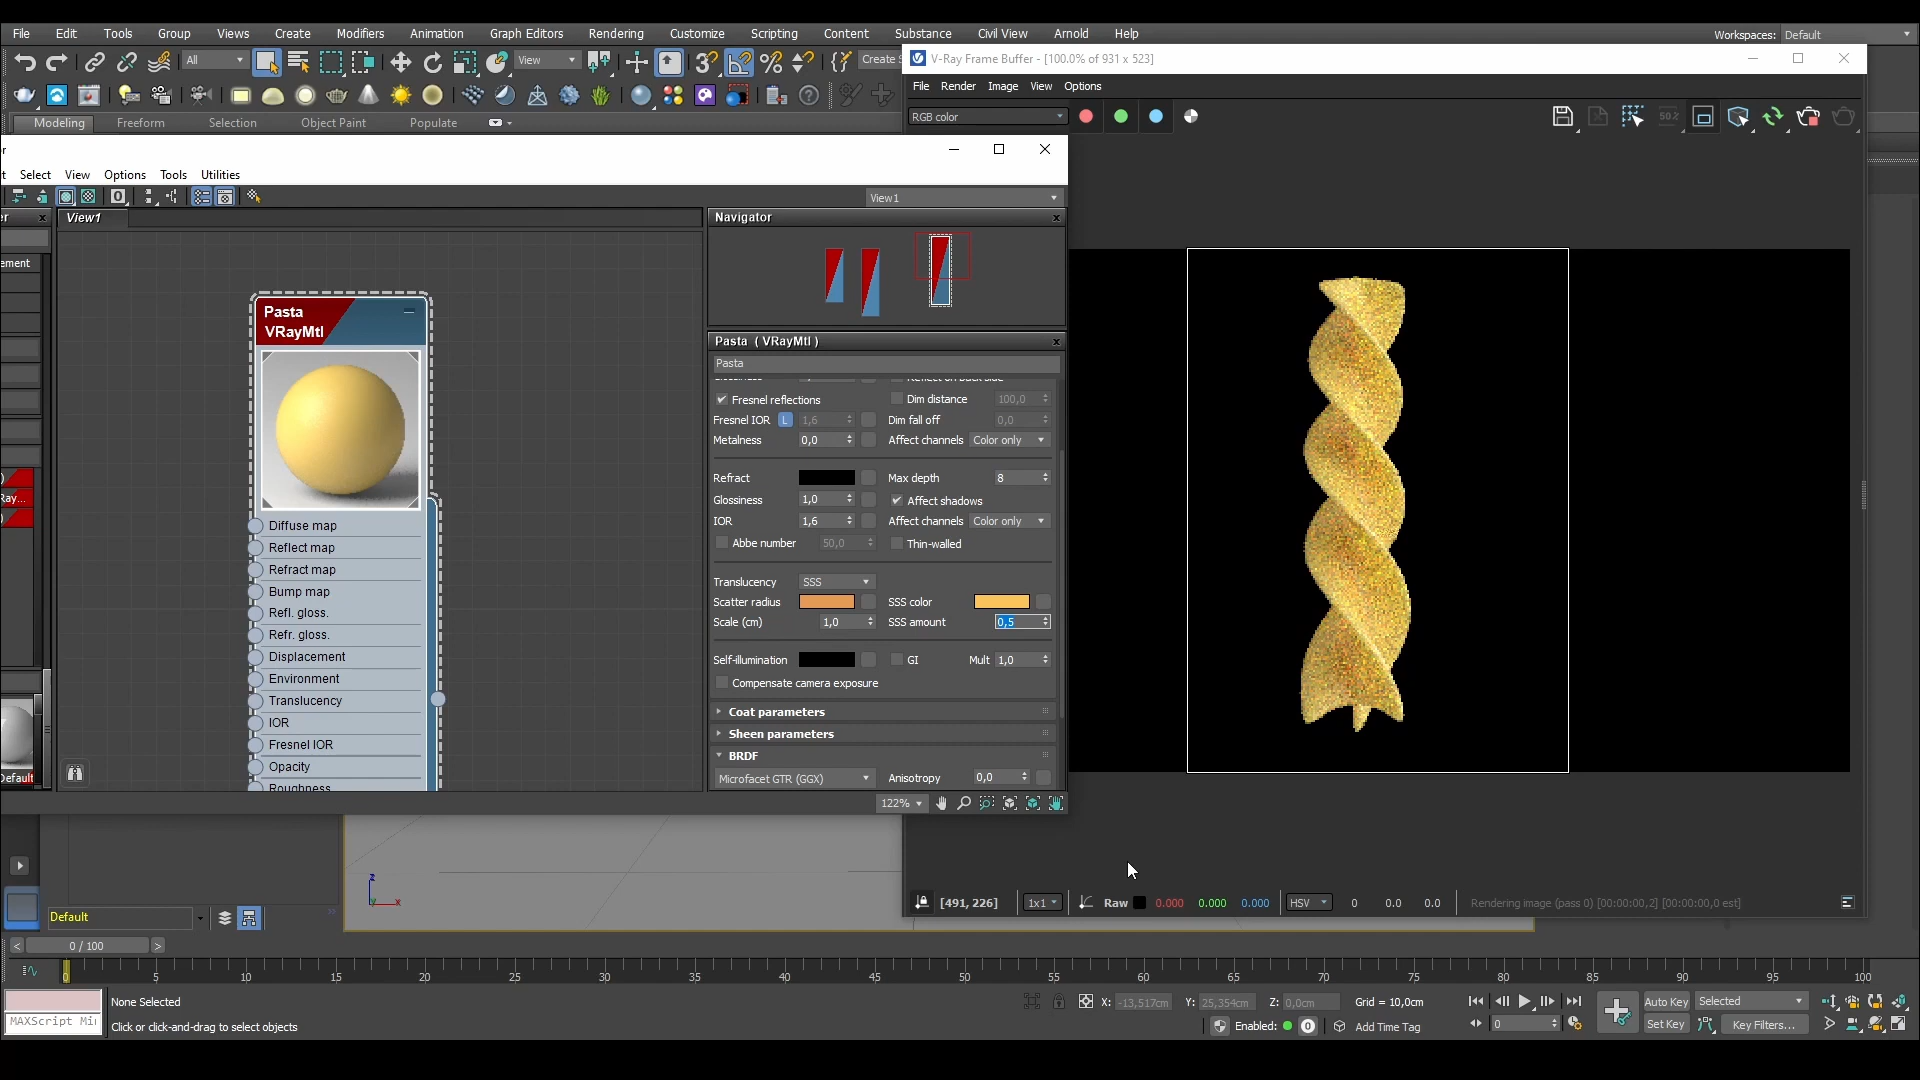 File Edit Tools Group Views Create Modifiers Animation Graph Editors Rendering Customize Scripting Content Substance Civil View Arnold Help
Workspaces: Default
All
View
Create S
V-Ray Frame Buffer - [100.0% of 931 x 523]
File Render Image View Options
RGB color
Modeling Freeform Selection Object Paint Populate
r
t Select View Options Tools Utilities
View1
er
View1
ement
Ray...
Default
Navigator
Pasta
VRayMtl
Diffuse map
Reflect map
Refract map
Bump map
Refl. gloss.
Refr. gloss.
Displacement
Environment
Translucency
IOR
Fresnel IOR
Opacity
Roughness
Pasta ( VRayMtl )
Pasta
Glossiness Reflect on back side
Fresnel reflections Dim distance 100,0
Fresnel IOR L 1,6 Dim fall off 0,0
Metalness 0,0 Affect channels Color only
Refract Max depth 8
Glossiness 1,0 Affect shadows
IOR 1,6 Affect channels Color only
Abbe number 50,0 Thin-walled
Translucency SSS
Scatter radius SSS color
Scale (cm) 1,0 SSS amount 0,5
Self-illumination GI Mult 1,0
Compensate camera exposure
Coat parameters
Sheen parameters
BRDF
Microfacet GTR (GGX) Anisotropy 0,0
122%
[491, 226] 1x1 Raw 0.000 0.000 0.000 HSV 0 0.0 0.0 Rendering image (pass 0) [00:00:00,2] [00:00:00,0 est]
z
x
Default
0 / 100
0 5 10 15 20 25 30 35 40 45 50 55 60 65 70 75 80 85 90 95 100
None Selected
X: -13,517cm Y: 25,354cm Z: 0,0cm Grid = 10,0cm
Auto Key Selected
MAXScript Mi
Click or click-and-drag to select objects
Enabled: 0 Add Time Tag
0
Set Key Key Filters...